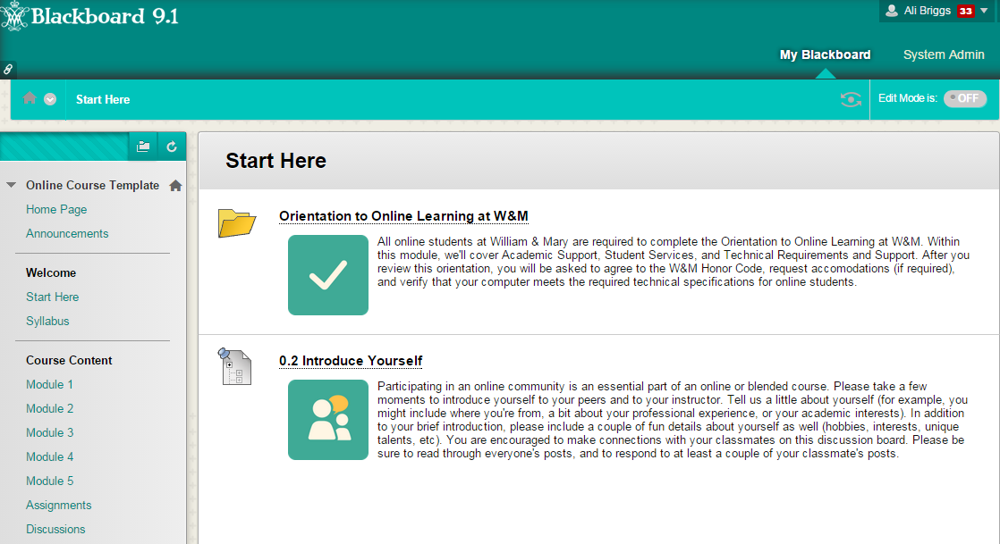 Blackboard 9.1
Ali Briggs 33
My Blackboard System Admin
Start Here
Edit Mode is: OFF
Start Here
Online Course Template
Home Page
Announcements
Welcome
Start Here
Syllabus
Course Content
Module 1
Module 2
Module 3
Module 4
Module 5
Assignments
Discussions
Orientation to Online Learning at W&M
All online students at William & Mary are required to complete the Orientation to Online Learning at W&M. Within
this module, we'll cover Academic Support, Student Services, and Technical Requirements and Support. After you
review this orientation, you will be asked to agree to the W&M Honor Code, request accomodations (if required),
and verify that your computer meets the required technical specifications for online students.
0.2 Introduce Yourself
Participating in an online community is an essential part of an online or blended course. Please take a few
moments to introduce yourself to your peers and to your instructor. Tell us a little about yourself (for example, you
might include where you're from, a bit about your professional experience, or your academic interests). In addition
to your brief introduction, please include a couple of fun details about yourself as well (hobbies, interests, unique
talents, etc). You are encouraged to make connections with your classmates on this discussion board. Please be
sure to read through everyone's posts, and to respond to at least a couple of your classmate's posts.